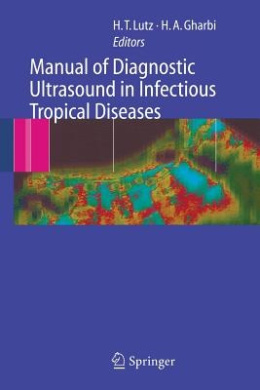 H. T. Lutz · H. A. Gharbi
Editors
Manual of Diagnostic
Ultrasound in Infectious
Tropical Diseases
Springer